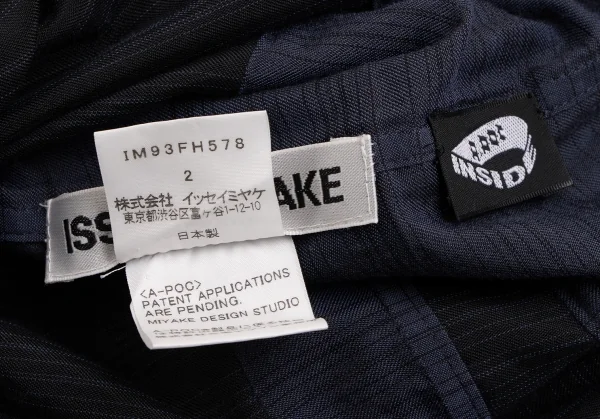 IM93FH578
2
株式会社 イッセイミヤケ
東京都渋谷区富ヶ谷1-12-10
日本製
ISS AKE
<A-POC>
PATENT APPLICATIONS
ARE PENDING.
MIYAKE DESIGN STUDIO
A·POC
INSIDE